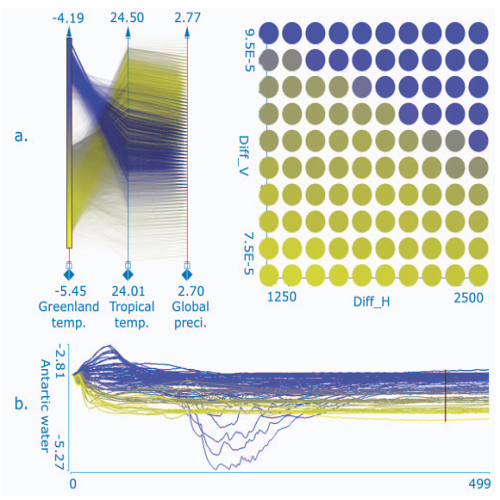 -4.19 24.50 2.77
a.
-5.45 24.01 2.70
Greenland Tropical Global
temp. temp. preci.
9.5E-5
Diff_V
7.5E-5
1250 Diff_H 2500
b.
Antartic water
-2.81
-5.27
0 499